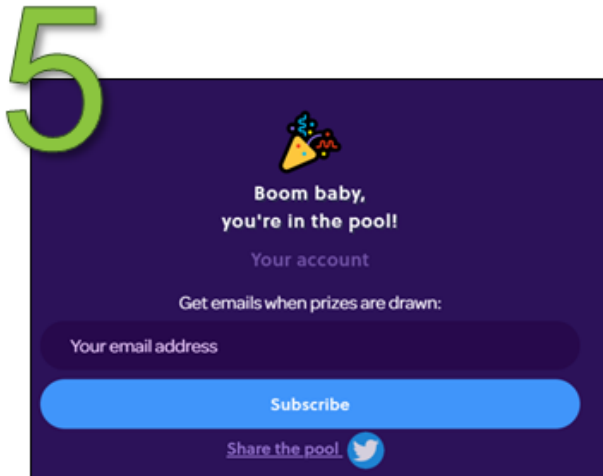 5
Boom baby,
you're in the pool!
Your account
Get emails when prizes are drawn:
Your email address
Subscribe
Share the pool